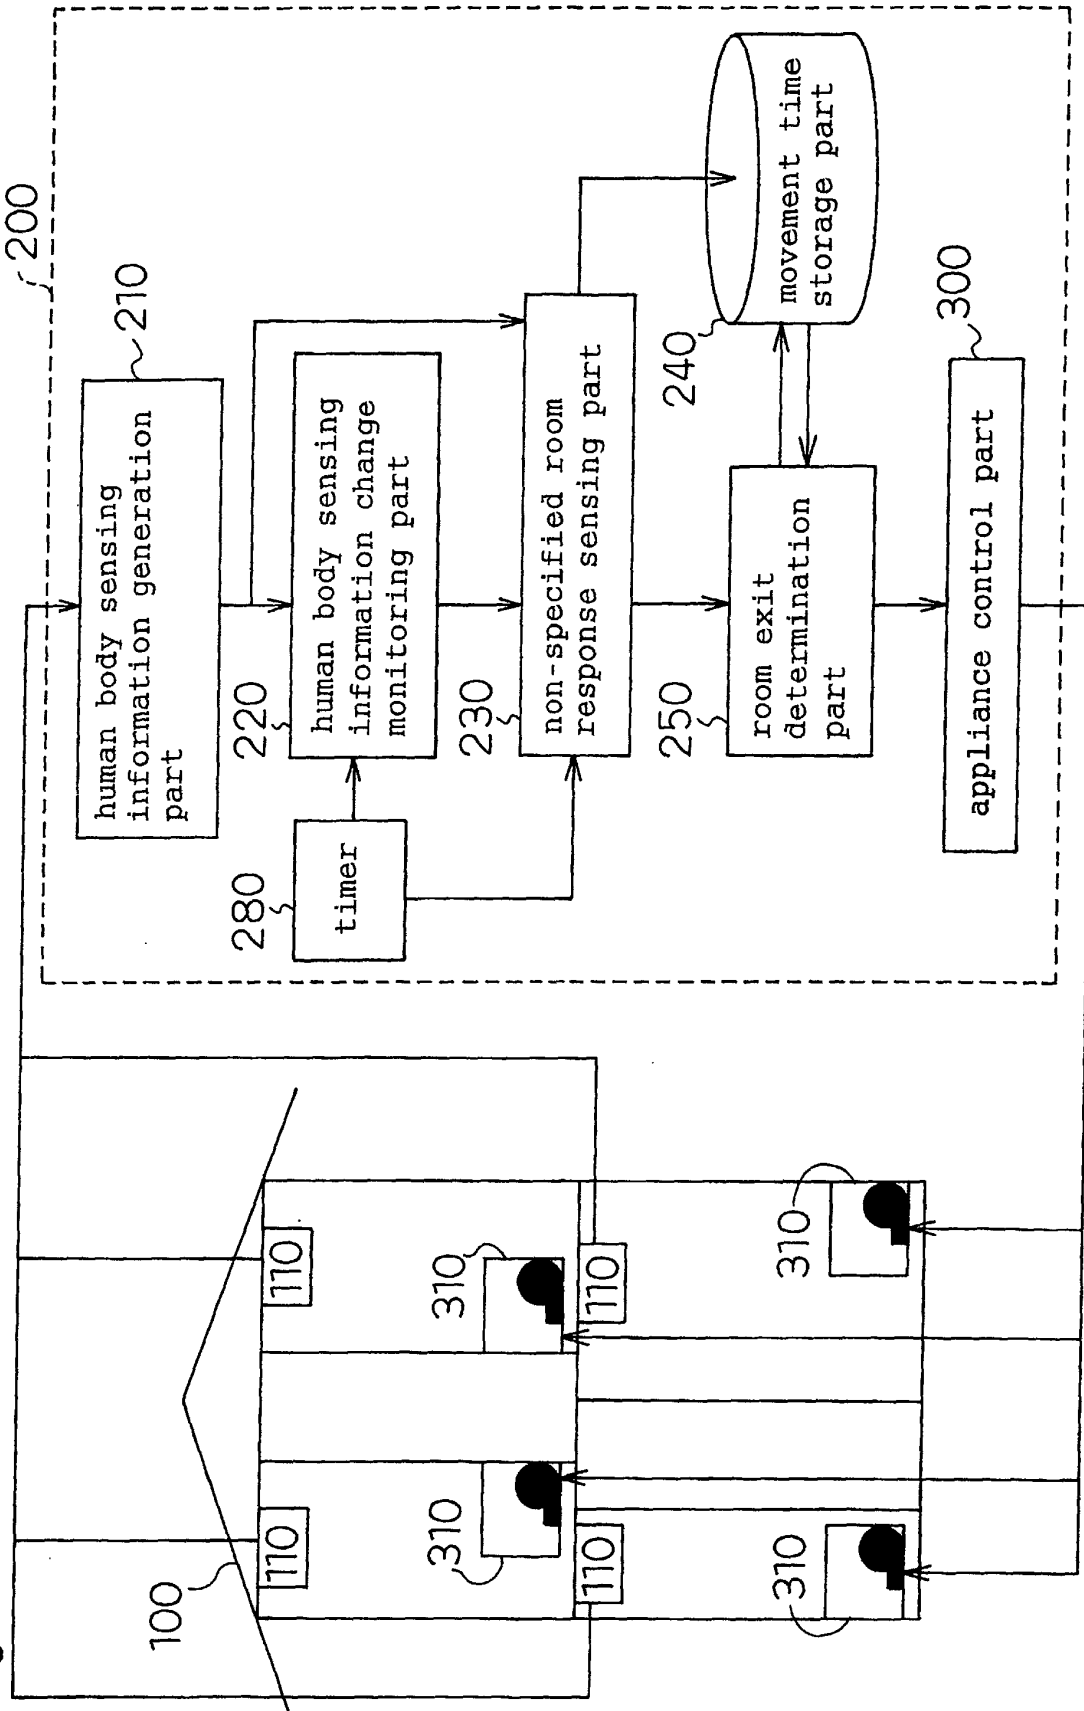 200
210
human body sensing
information generation
part
220
human body sensing
information change
monitoring part
280
timer
230
non-specified room
response sensing part
240
movement time
storage part
250
room exit
determination
part
300
appliance control part
100
110
110
310
310
110
110
310
310